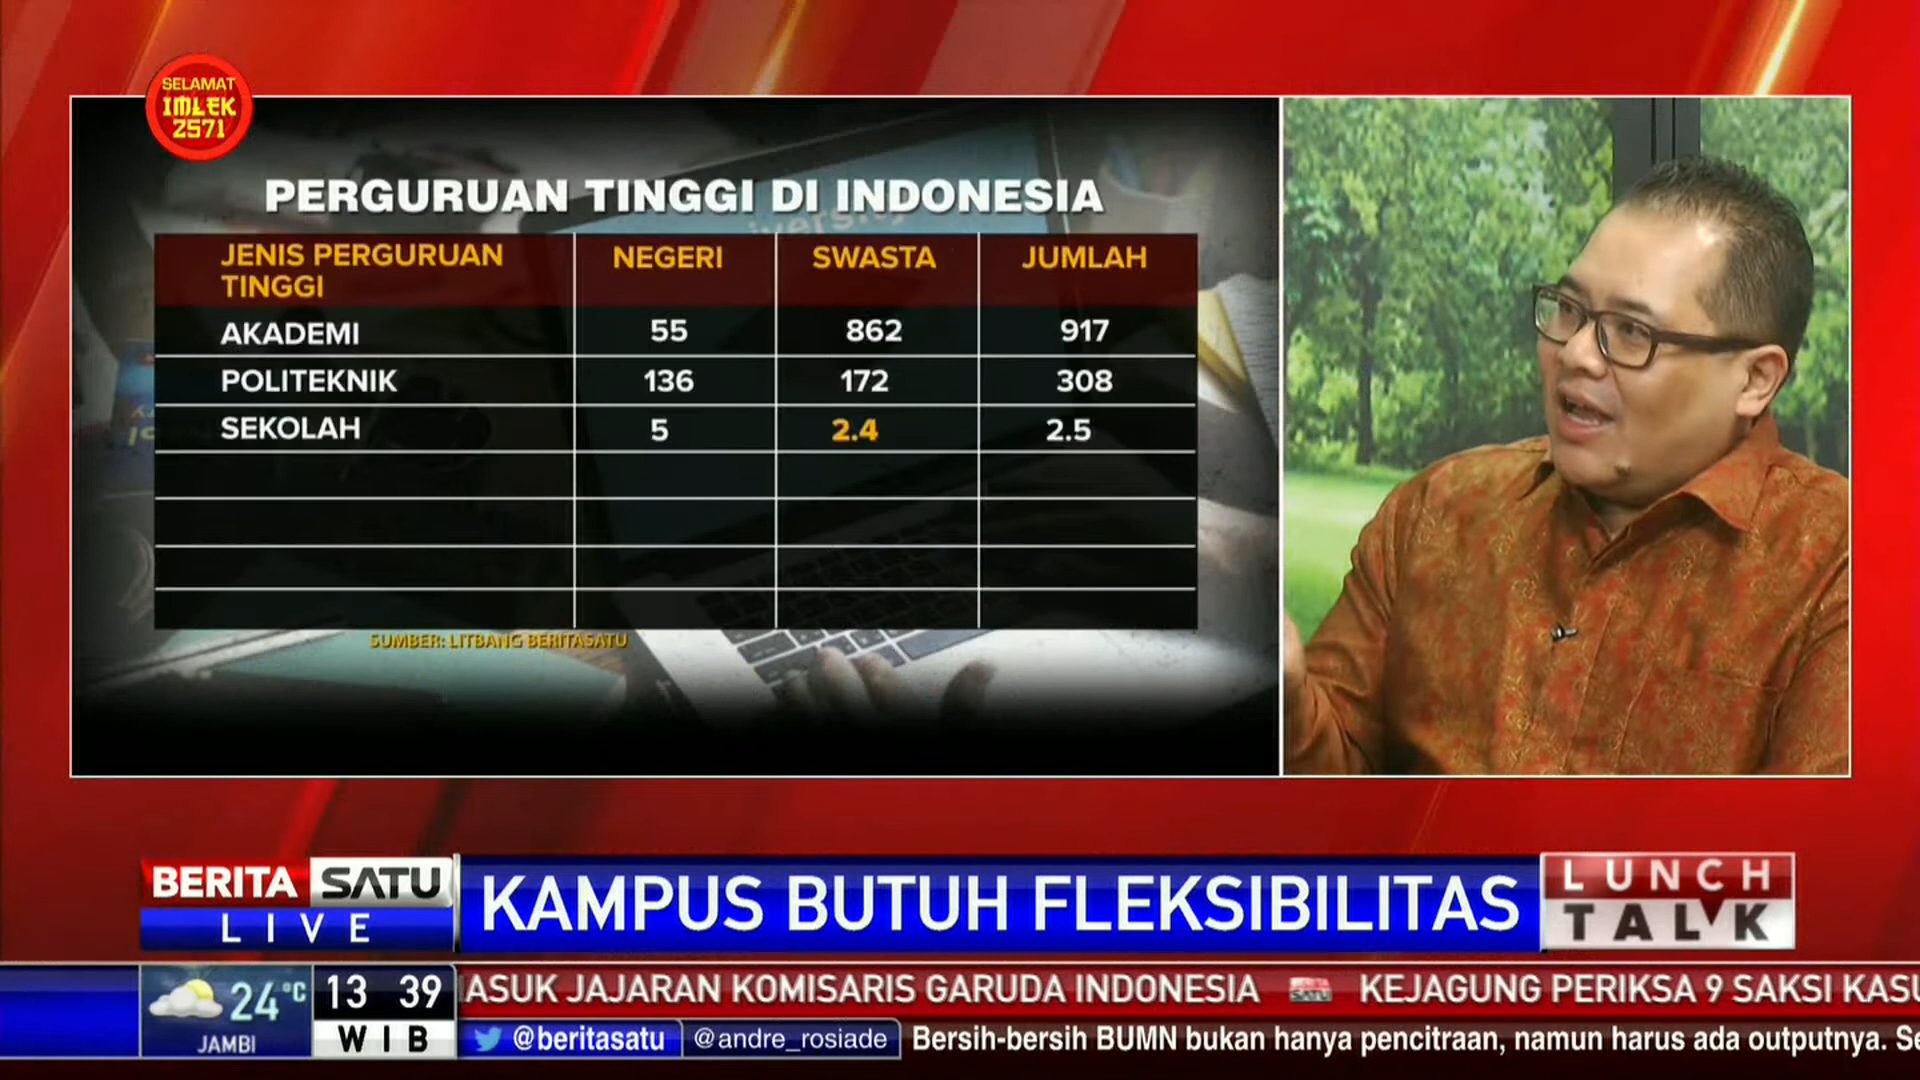 SELAMAT
IMLEK
2571
PERGURUAN TINGGI DI INDONESIA
JENIS PERGURUAN TINGGI NEGERI SWASTA JUMLAH
AKADEMI 55 862 917
POLITEKNIK 136 172 308
SEKOLAH 5 2.4 2.5
SUMBER: LITBANG BERITASATU
BERITA SATU
LIVE
KAMPUS BUTUH FLEKSIBILITAS
LUNCH
TALK
24°C
JAMBI
13 39
WIB
JAJARAN KOMISARIS GARUDA INDONESIA BERITA SATU KEJAGUNG PERIKSA 9 SAKSI
@beritasatu @andre_rosiade Bersih-bersih BUMN bukan hanya pencitraan, namun harus ada outputnya.